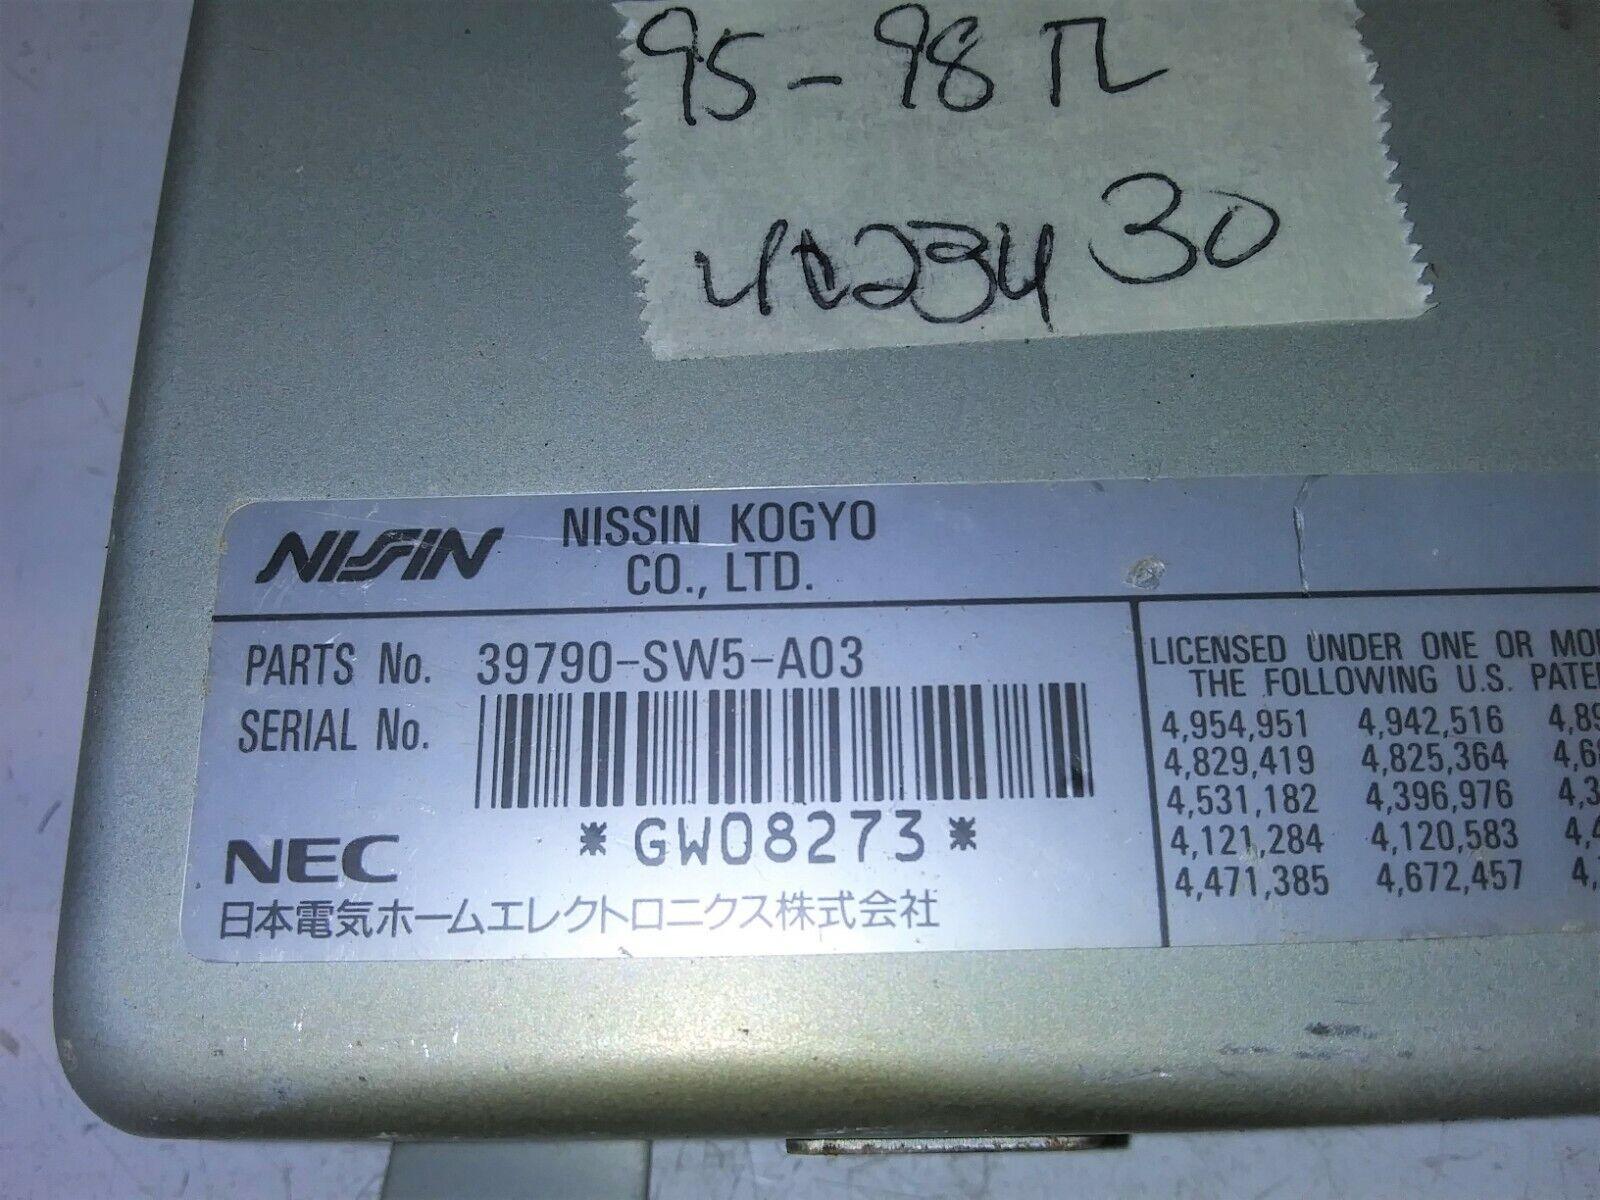 95-98 TL
30
NISSIN NISSIN KOGYO
CO., LTD.
PARTS No. 39790-SW5-A03
SERIAL No.
*GW08273*
NEC
日本電気ホームエレクトロニクス株式会社
LICENSED UNDER ONE OR
THE FOLLOWING U.S.
4,954,951 4,942,516
4,829,419 4,825,364
4,531,182 4,396,976
4,121,284 4,120,583
4,471,385 4,672,457